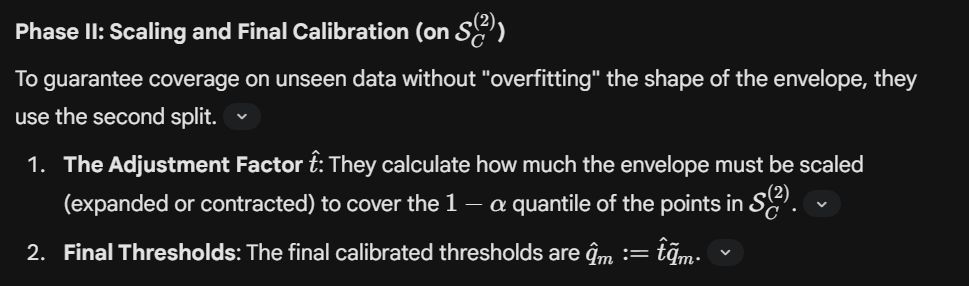 Phase II: Scaling and Final Calibration (on $\mathcal{S}_C^{(2)}$)
To guarantee coverage on unseen data without "overfitting" the shape of the envelope, they
use the second split.
1. The Adjustment Factor $\hat{t}$: They calculate how much the envelope must be scaled
(expanded or contracted) to cover the $1 - \alpha$ quantile of the points in $\mathcal{S}_C^{(2)}$.
2. Final Thresholds: The final calibrated thresholds are $\hat{q}_m := \hat{t}\tilde{q}_m$.